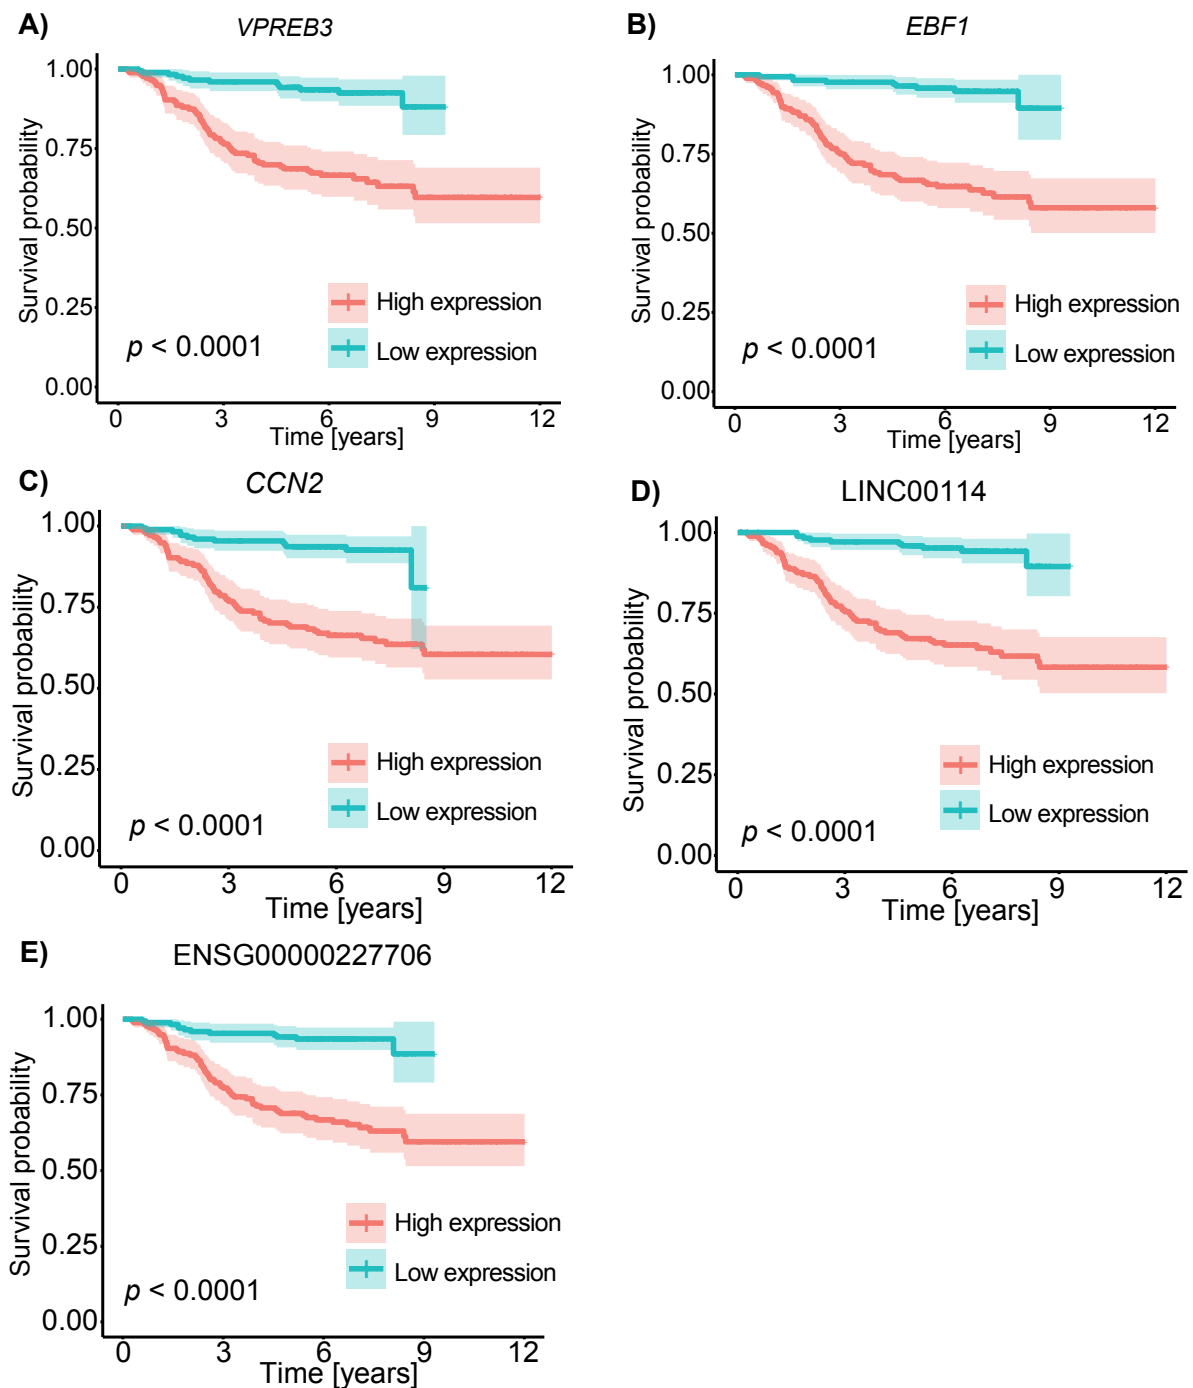 A)
VPREB3
1.00
0.75
0.50
0.25
0.00
Survival probability
High expression
Low expression
p < 0.0001
0 3 6 9 12
Time [years]
B)
EBF1
1.00
0.75
0.50
0.25
0.00
Survival probability
High expression
Low expression
p < 0.0001
0 3 6 9 12
Time [years]
C)
CCN2
1.00
0.75
0.50
0.25
0.00
Survival probability
High expression
Low expression
p < 0.0001
0 3 6 9 12
Time [years]
D)
LINC00114
1.00
0.75
0.50
0.25
0.00
Survival probability
High expression
Low expression
p < 0.0001
0 3 6 9 12
Time [years]
E)
ENSG00000227706
1.00
0.75
0.50
0.25
0.00
Survival probability
High expression
Low expression
p < 0.0001
0 3 6 9 12
Time [years]